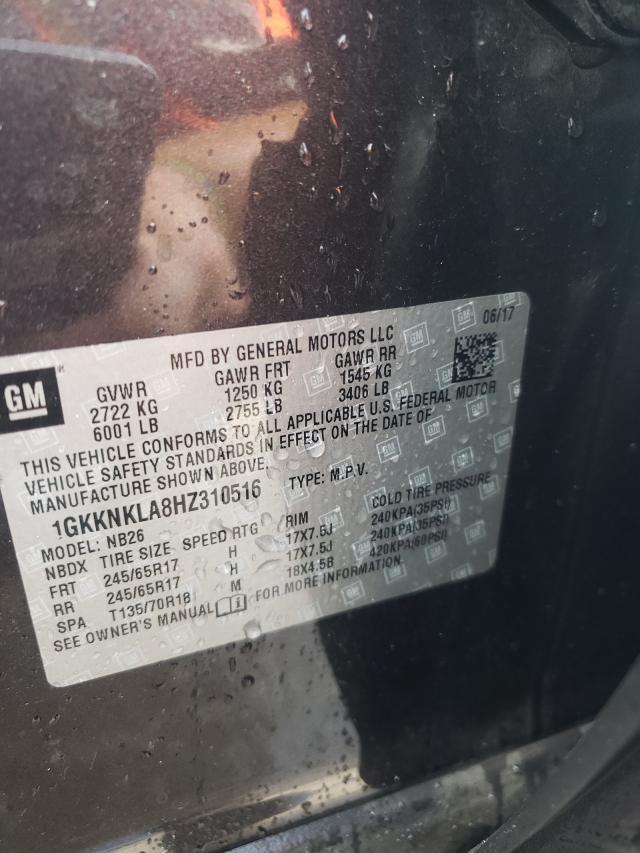 06/17
MFD BY GENERAL MOTORS LLC
GM
GVWR GAWR FRT GAWR RR
2722 KG 1250 KG 1545 KG
6001 LB 2755 LB 3406 LB
THIS VEHICLE CONFORMS TO ALL APPLICABLE U.S. FEDERAL MOTOR
VEHICLE SAFETY STANDARDS IN EFFECT ON THE DATE OF
MANUFACTURE SHOWN ABOVE.
1GKKNKLA8HZ310516 TYPE: M.P.V.
MODEL: NB26
NBDX TIRE SIZE SPEED RTG RIM COLD TIRE PRESSURE
FRT 245/65R17 H 17X7.5J 240KPA(35PSI)
RR 245/65R17 H 17X7.5J 240KPA(35PSI)
SPA T135/70R18 M 18X4.5B 420KPA(60PSI)
SEE OWNER'S MANUAL FOR MORE INFORMATION